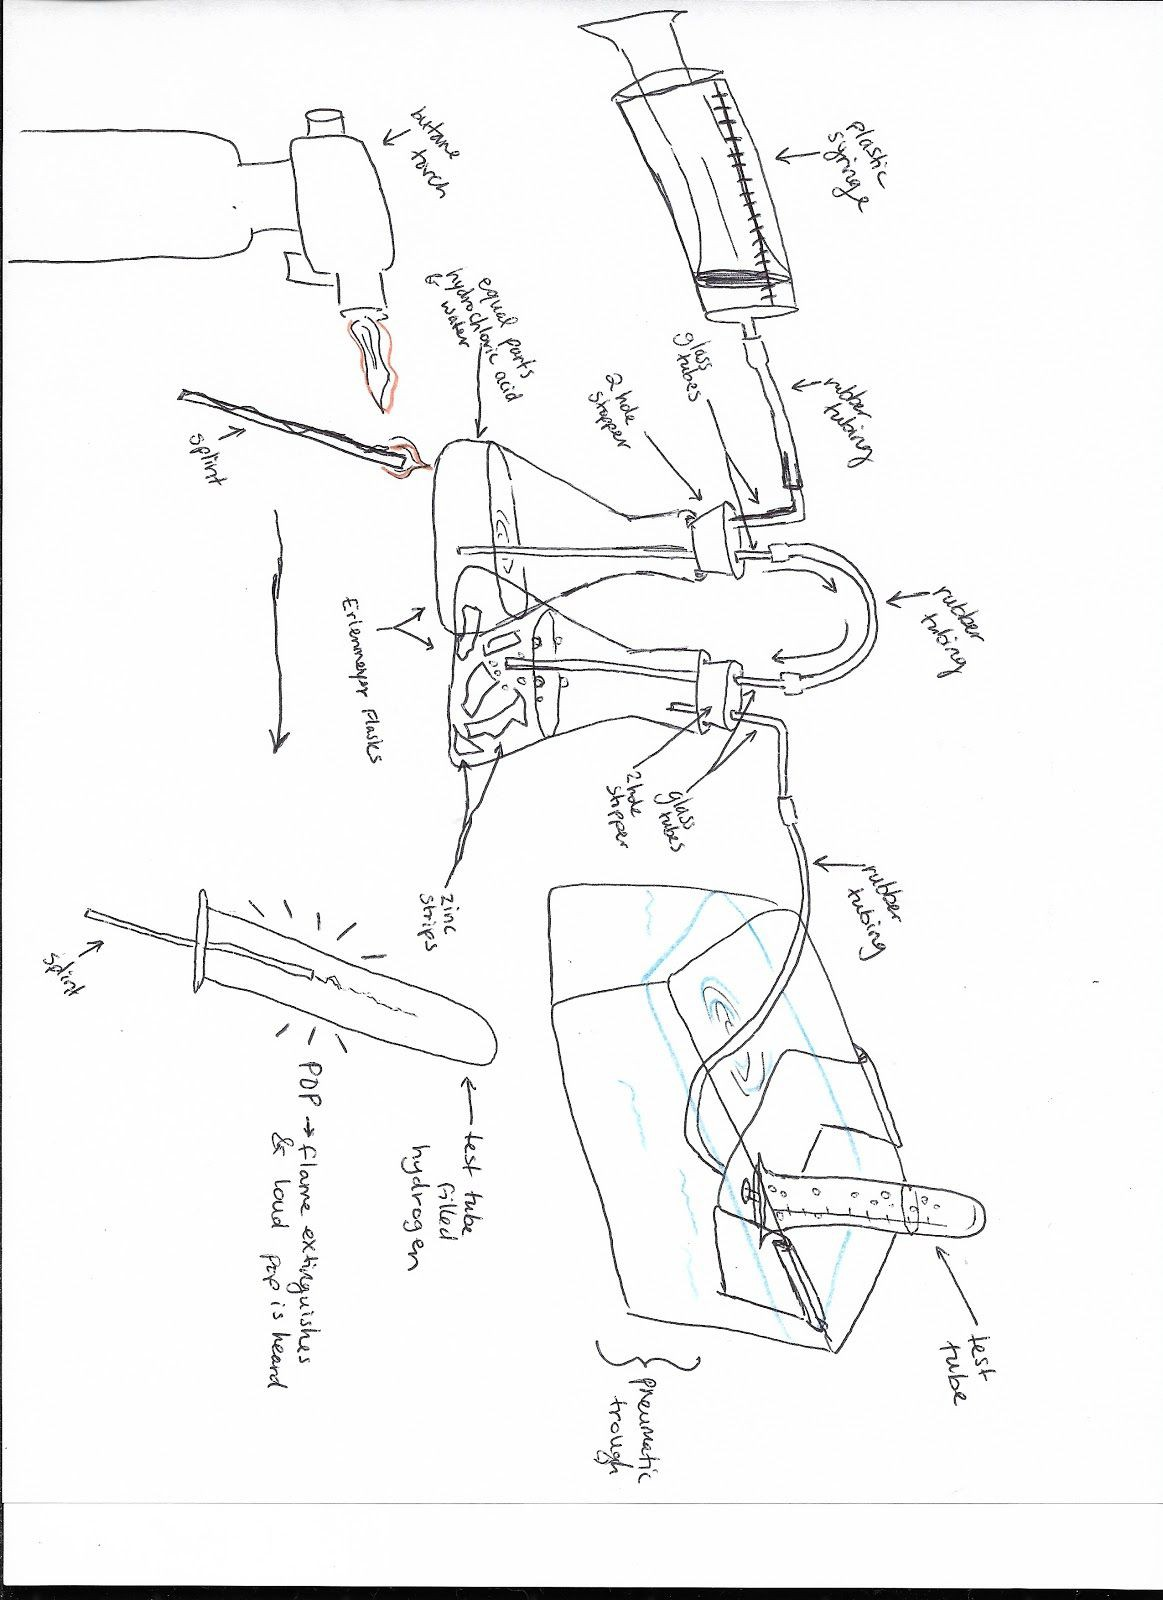 plastic
syringe
rubber
tubing
glass
tubes
2 hole
stopper
rubber
tubing
equal parts
hydrochloric acid
& water
butane
torch
splint
Erlenmeyer Flasks
2 hole
stopper
glass
tubes
zinc
strips
rubber
tubing
test
tube
pneumatic
trough
splint
test tube
filled
hydrogen
POP → flame extinguishes
& loud pop is heard